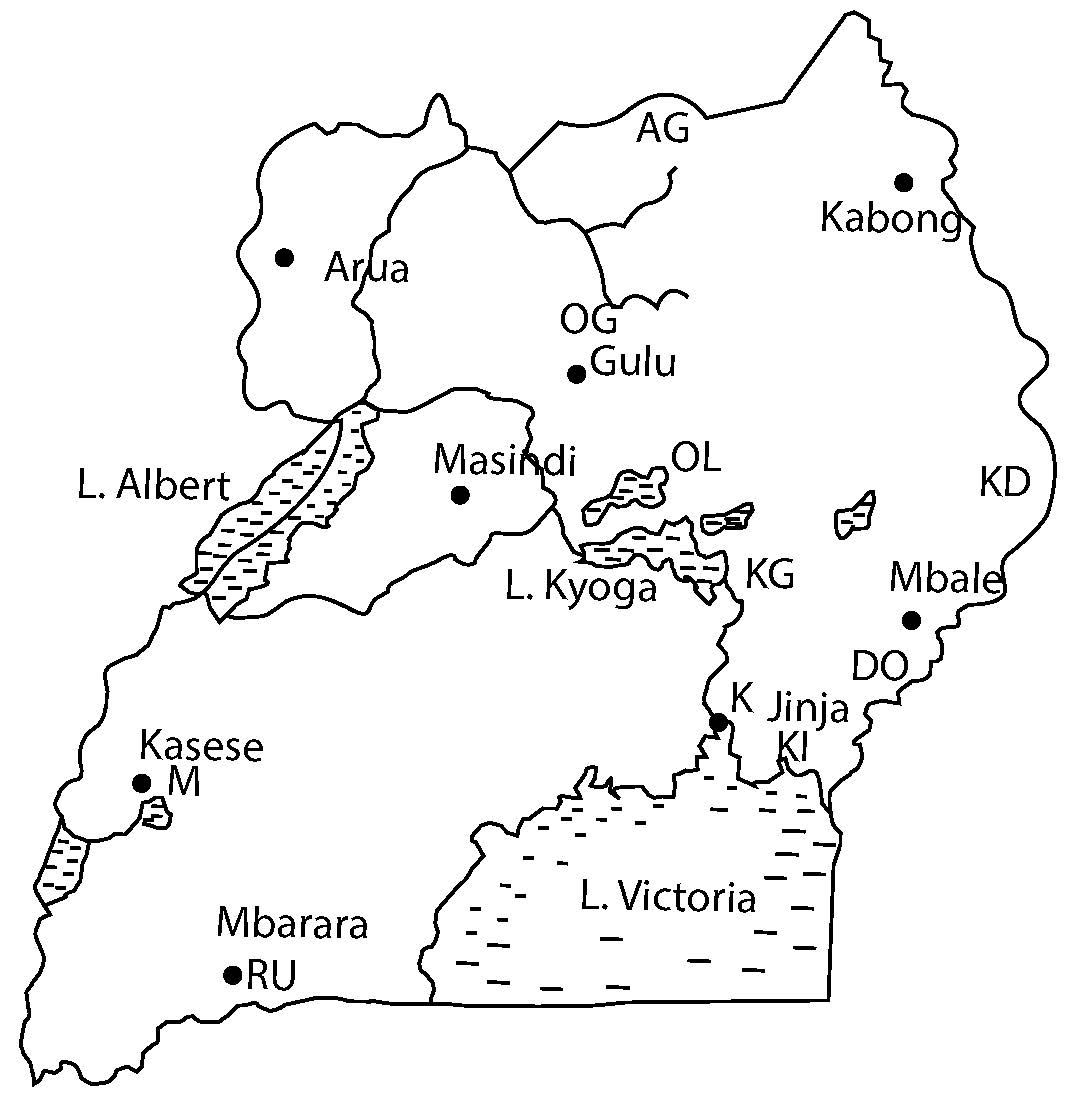 AG
Kabong
Arua
OG
Gulu
Masindi
OL
L. Albert
KD
L. Kyoga
KG
Mbale
DO
K
Jinja
KI
Kasese
M
L. Victoria
Mbarara
RU